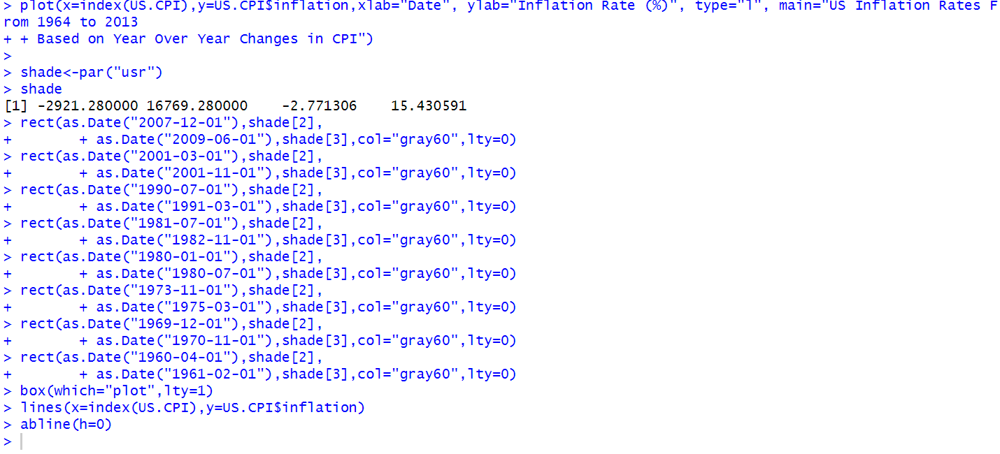 > plot(x=index(US.CPI),y=US.CPI$inflation,xlab="Date", ylab="Inflation Rate (%)", type="l", main="US Inflation Rates F
rom 1964 to 2013
+ + Based on Year Over Year Changes in CPI")
>
> shade<-par("usr")
> shade
[1] -2921.280000 16769.280000    -2.771306    15.430591
> rect(as.Date("2007-12-01"),shade[2],
+        + as.Date("2009-06-01"),shade[3],col="gray60",lty=0)
> rect(as.Date("2001-03-01"),shade[2],
+        + as.Date("2001-11-01"),shade[3],col="gray60",lty=0)
> rect(as.Date("1990-07-01"),shade[2],
+        + as.Date("1991-03-01"),shade[3],col="gray60",lty=0)
> rect(as.Date("1981-07-01"),shade[2],
+        + as.Date("1982-11-01"),shade[3],col="gray60",lty=0)
> rect(as.Date("1980-01-01"),shade[2],
+        + as.Date("1980-07-01"),shade[3],col="gray60",lty=0)
> rect(as.Date("1973-11-01"),shade[2],
+        + as.Date("1975-03-01"),shade[3],col="gray60",lty=0)
> rect(as.Date("1969-12-01"),shade[2],
+        + as.Date("1970-11-01"),shade[3],col="gray60",lty=0)
> rect(as.Date("1960-04-01"),shade[2],
+        + as.Date("1961-02-01"),shade[3],col="gray60",lty=0)
> box(which="plot",lty=1)
> lines(x=index(US.CPI),y=US.CPI$inflation)
> abline(h=0)
>